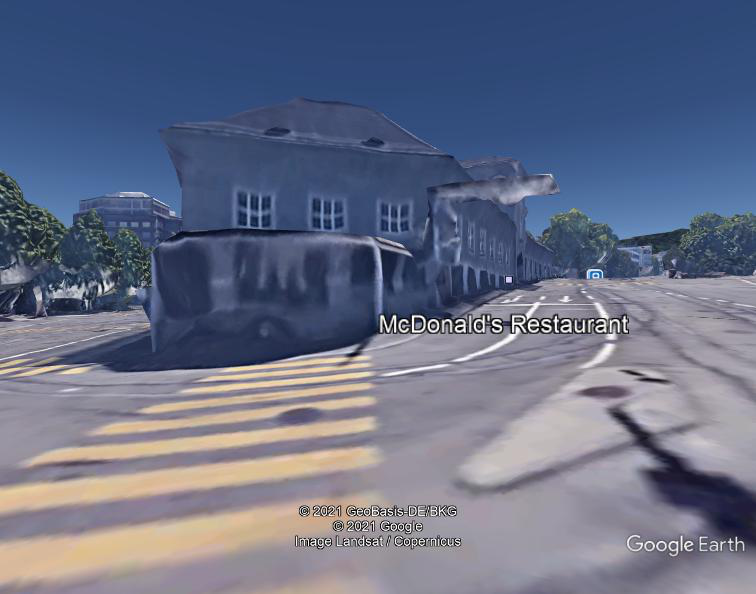 McDonald's Restaurant
© 2021 GeoBasis-DE/BKG
© 2021 Google
Image Landsat / Copernicus
Google Earth